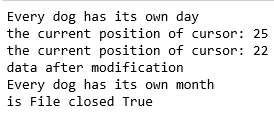 Every dog has its own day
the current position of cursor: 25
the current position of cursor: 22
data after modification
Every dog has its own month
is File closed True